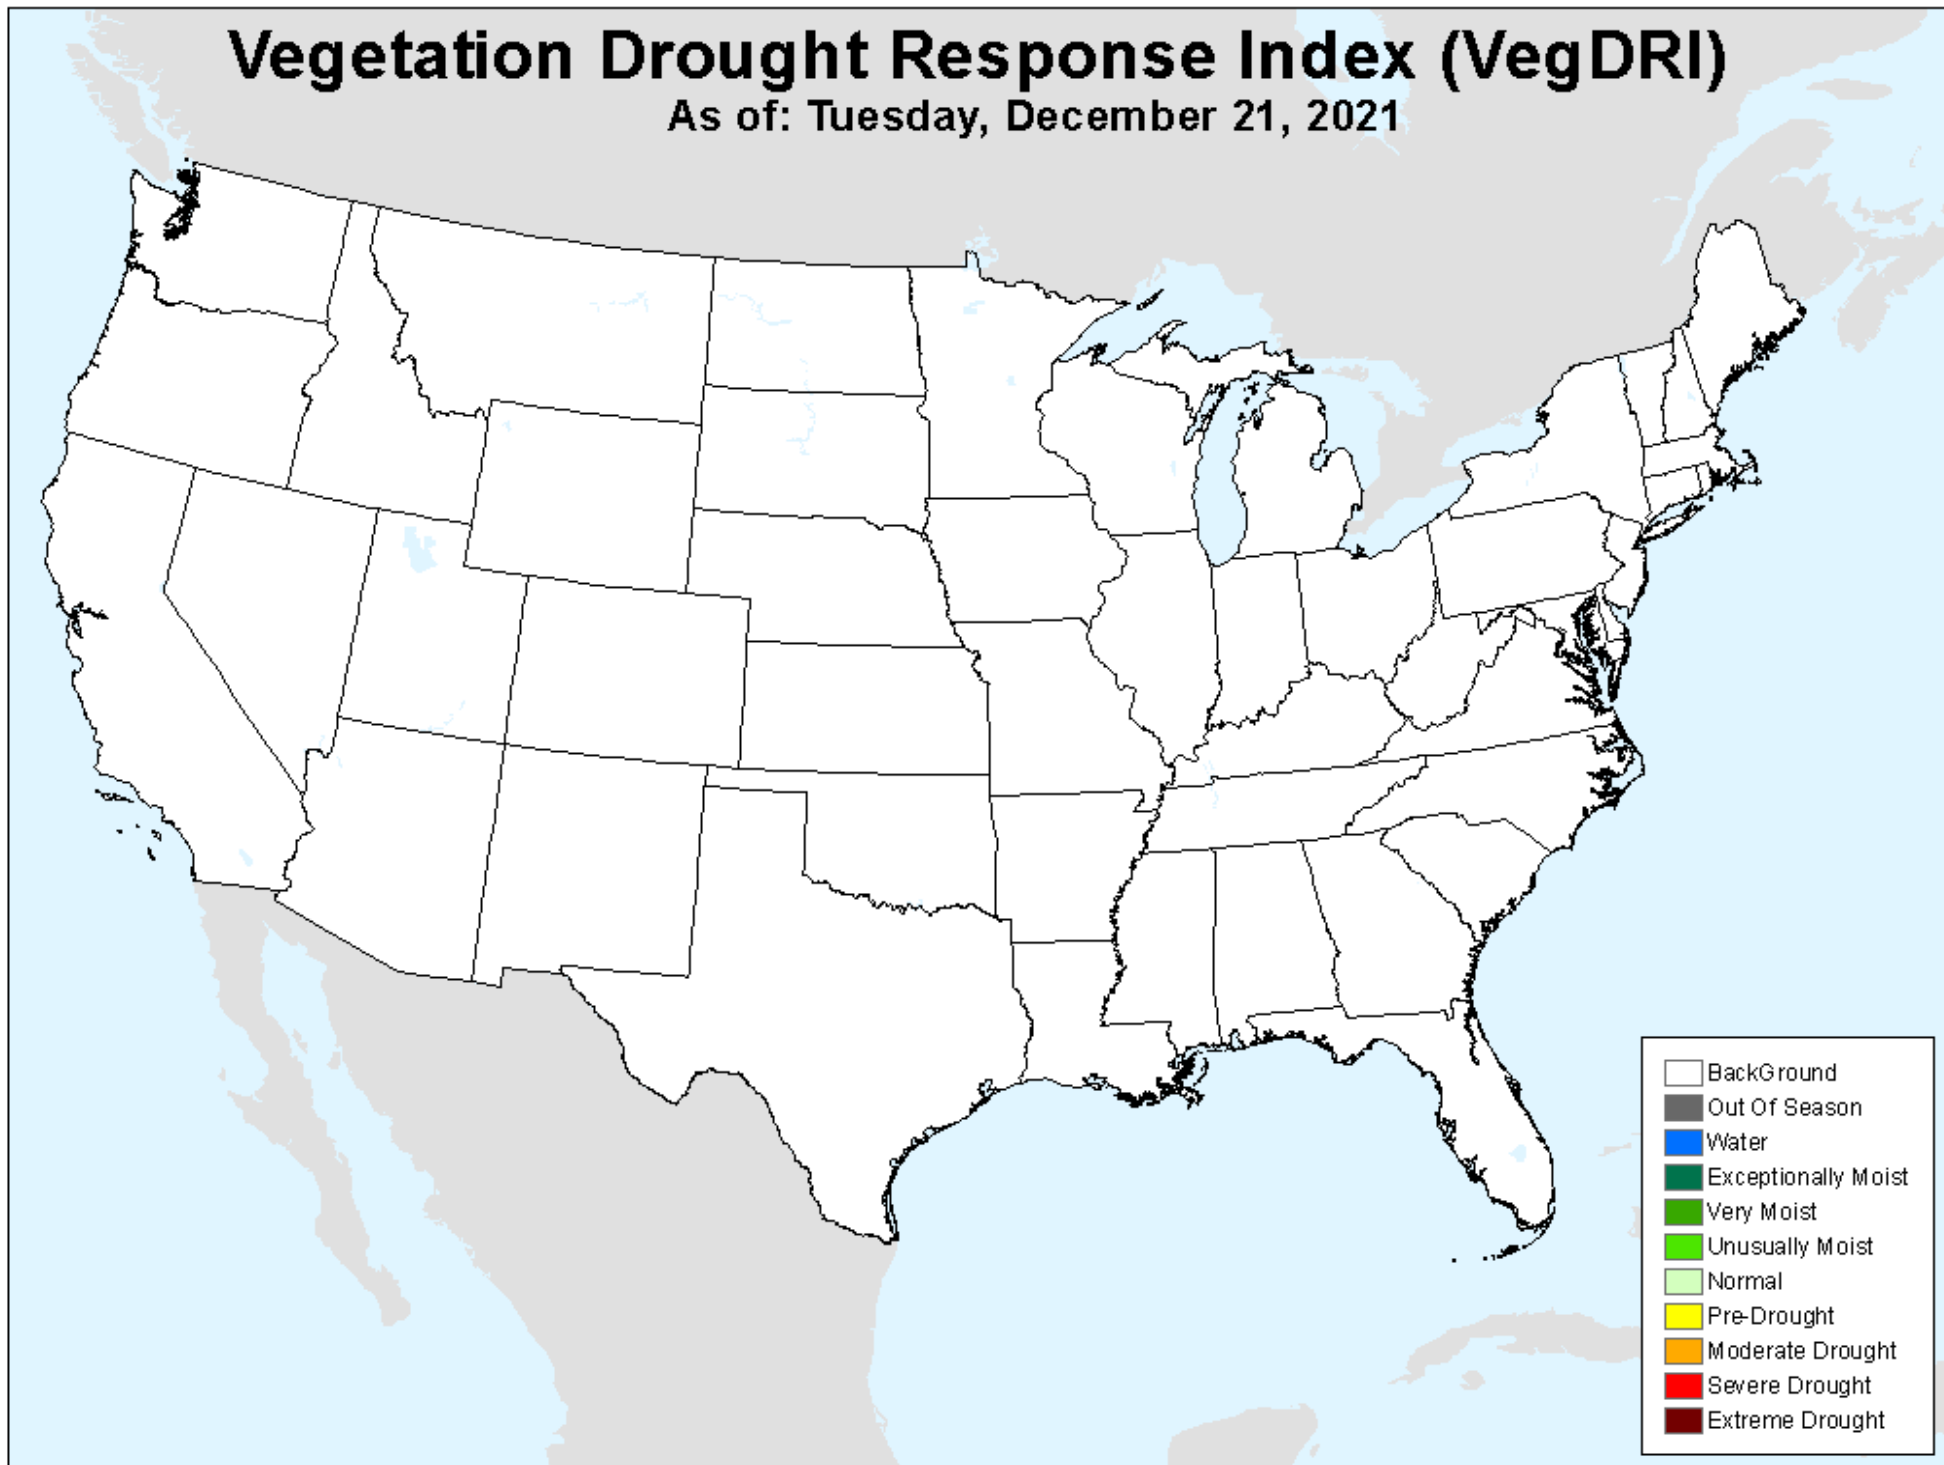 Vegetation Drought Response Index (VegDRI)
As of: Tuesday, December 21, 2021
BackGround
Out Of Season
Water
Exceptionally Moist
Very Moist
Unusually Moist
Normal
Pre-Drought
Moderate Drought
Severe Drought
Extreme Drought